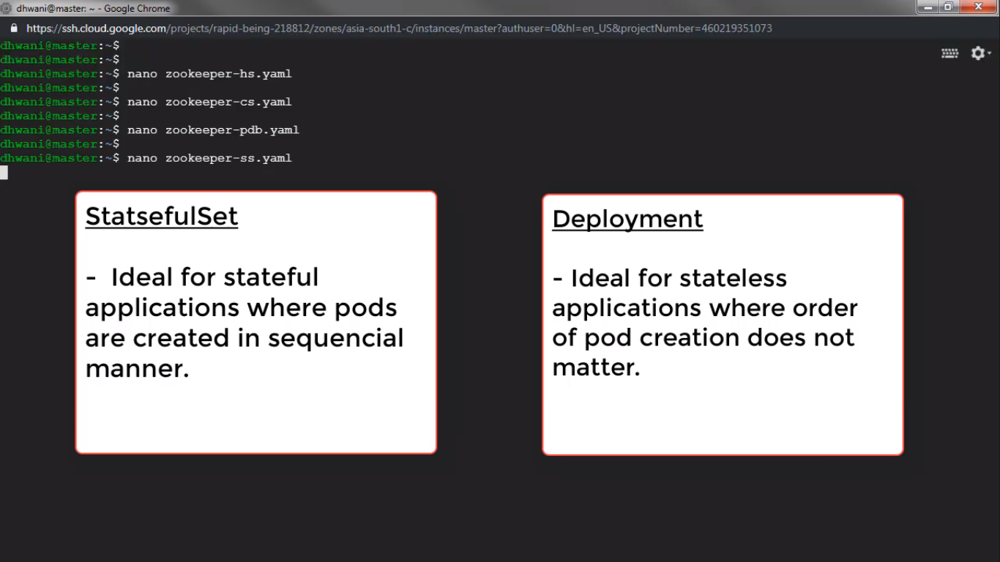 dhwani@master: ~ - Google Chrome
https://ssh.cloud.google.com/projects/rapid-being-218812/zones/asia-south1-c/instances/master?authuser=0&hl=en_US&projectNumber=460219351073
dhwani@master:~$
dhwani@master:~$
dhwani@master:~$ nano zookeeper-hs.yaml
dhwani@master:~$
dhwani@master:~$ nano zookeeper-cs.yaml
dhwani@master:~$
dhwani@master:~$ nano zookeeper-pdb.yaml
dhwani@master:~$
dhwani@master:~$ nano zookeeper-ss.yaml
StatsefulSet
- Ideal for stateful
applications where pods
are created in sequencial
manner.
Deployment
- Ideal for stateless
applications where order
of pod creation does not
matter.